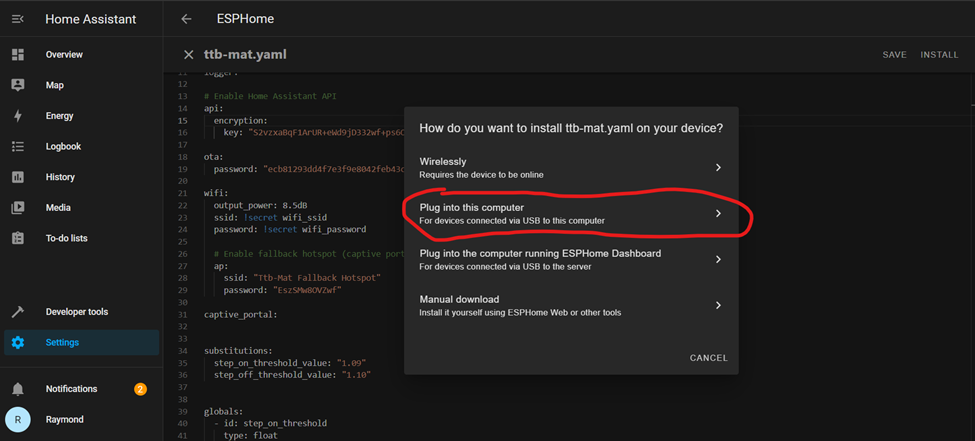 Home Assistant
ESPHome
Overview
Map
Energy
Logbook
History
Media
To-do lists
Developer tools
Settings
Notifications
2
R
Raymond
ttb-mat.yaml
SAVE
INSTALL
11 logger:
12
13 # Enable Home Assistant API
14 api:
15 encryption:
16 key: "S2vzxaBqF1ArUR+eWd9jD332wf+ps6
17
18 ota:
19 password: "ecb81293dd4f7e3f9e8042feb43
20
21 wifi:
22 output_power: 8.5dB
23 ssid: !secret wifi_ssid
24 password: !secret wifi_password
25
26 # Enable fallback hotspot (captive port
27 ap:
28 ssid: "Ttb-Mat Fallback Hotspot"
29 password: "EszSMw8OVZwf"
30
31 captive_portal:
32
33
34 substitutions:
35 step_on_threshold_value: "1.09"
36 step_off_threshold_value: "1.10"
37
38
39 globals:
40 - id: step_on_threshold
41 type: float
How do you want to install ttb-mat.yaml on your device?
Wirelessly
Requires the device to be online
Plug into this computer
For devices connected via USB to this computer
Plug into the computer running ESPHome Dashboard
For devices connected via USB to the server
Manual download
Install it yourself using ESPHome Web or other tools
CANCEL